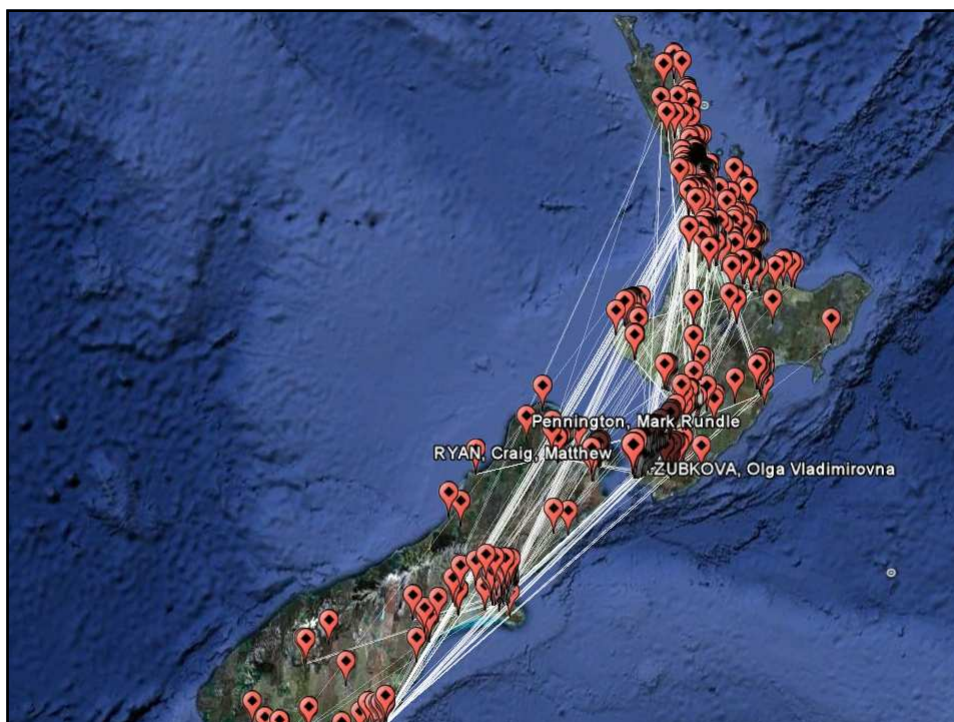 Pennington, Mark Rundle
RYAN, Craig, Matthew
ZUBKOVA, Olga Vladimirovna